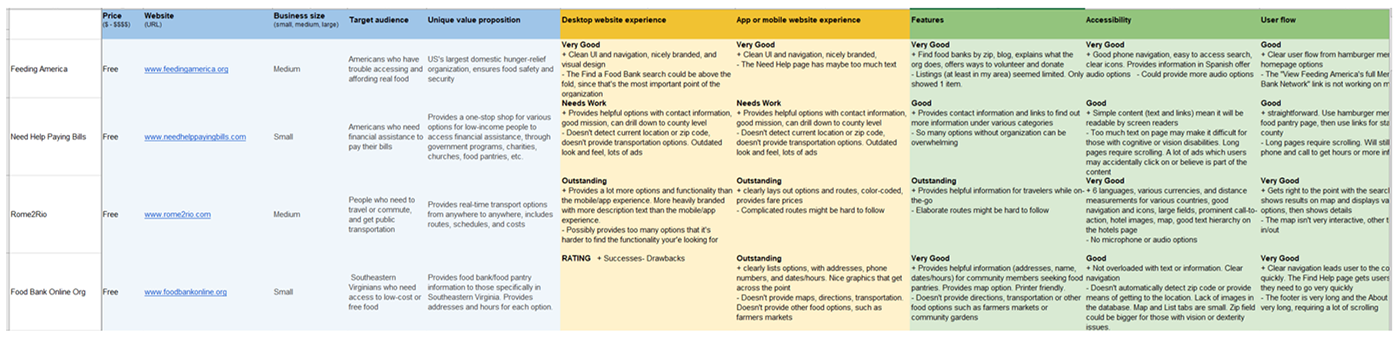 Price
($ - $$$$)
Website
(URL)
Business size
(small, medium, large)
Target audience
Unique value proposition
Desktop website experience
App or mobile website experience
Features
Accessibility
User flow
Feeding America
Free
www.feedingamerica.org
Medium
Americans who have
trouble accessing and
affording real food
US's largest domestic hunger-relief
organization, ensures food safety and
security
Very Good
+ Clean UI and navigation, nicely branded, and
visual design
- The Find a Food Bank search could be above the
fold, since that's the most important point of the
organization
Very Good
+ Clean UI and navigation, nicely branded,
- The Need Help page has maybe too much text
Very Good
+ Find food banks by zip, blog, explains what the
org does, offers ways to volunteer and donate
- Listings (at least in my area) seemed limited. Only
showed 1 item.
Very Good
+ Good phone navigation, easy to access search,
clear icons. Provides information in Spanish offer
audio options - Could provide more audio options
Good
+ Clear user flow from hamburger mer
homepage options
- The "View Feeding America's full Mer
Bank Network" link is not working on m
Need Help Paying Bills
Free
www.needhelppayingbills.com
Small
Americans who need
financial assistance to
pay their bills
Provides a one-stop shop for various
options for low-income people to
access financial assistance, through
government programs, charities,
churches, food pantries, etc.
Needs Work
+ Provides helpful options with contact information,
good mission, can drill down to county level
- Doesn't detect current location or zip code,
doesn't provide transportation options. Outdated
look and feel, lots of ads
Needs Work
+ Provides helpful options with contact information,
good mission, can drill down to county level
- Doesn't detect current location or zip code,
doesn't provide transportation options. Outdated
look and feel, lots of ads
Good
+ Provides contact information and links to find out
more information under various categories
- So many options without organization can be
overwhelming
Good
+ Simple content (text and links) mean it will be
readable by screen readers
- Too much text on page may make it difficult for
those with cognitive or vision disabilities. Long
pages require scrolling. A lot of ads which users
may accidentally click on or believe is part of the
content
Good
+ straightforward. Use hamburger mer
food pantry page, then use links for sta
county
- Long pages require scrolling. Will still
phone and call to get hours or more inf
Rome2Rio
Free
www.rome2rio.com
Medium
People who need to
travel or commute,
and get public
transportation
Provides real-time transport options
from anywhere to anywhere, includes
routes, schedules, and costs
Outstanding
+ Provides a lot more options and functionality than
the mobile/app experience. More heavily branded
with more description text than the mobile/app
experience.
- Possibly provides too many options that it's
harder to find the functionality your'e looking for
Outstanding
+ clearly lays out options and routes, color-coded,
provides fare prices
- Complicated routes might be hard to follow
Outstanding
+ Provides helpful information for travelers while on-
the-go
- Elaborate routes might be hard to follow
Very Good
+ 6 languages, various currencies, and distance
measurements for various countries, good
navigation and icons, large fields, prominent call-to-
action, hotel images, map, good text hierarchy on
the hotels page
- No microphone or audio options
Very Good
+ Gets right to the point with the searcl
shows results on map and displays va
options, then shows details
- The map isn't very interactive, other t
in/out
Food Bank Online Org
Free
www.foodbankonline.org
Small
Southeastern
Virginians who need
access to low-cost or
free food
Provides food bank/food pantry
information to those specifically in
Southeastern Virginia. Provides
addresses and hours for each option.
RATING + Successes- Drawbacks
Outstanding
+ clearly lists options, with addresses, phone
numbers, and dates/hours. Nice graphics that get
across the point
- Doesn't provide maps, directions, transportation.
Doesn't provide other food options, such as
farmers markets
Very Good
+ Provides helpful information (addresses, name,
dates/hours) for community members seeking food
pantries. Provides map option. Printer friendly.
- Doesn't provide directions, transportation or other
food options such as farmers markets or
community gardens
Good
+ Not overloaded with text or information. Clear
navigation
- Doesn't automatically detect zip code or provide
means of getting to the location. Lack of images in
the database. Map and List tabs are small. Zip field
could be bigger for those with vision or dexterity
issues.
Very Good
+ Clear navigation leads user to the co
quickly. The Find Help page gets users
they need to go very quickly
- The footer is very long and the About
very long, requiring a lot of scrolling